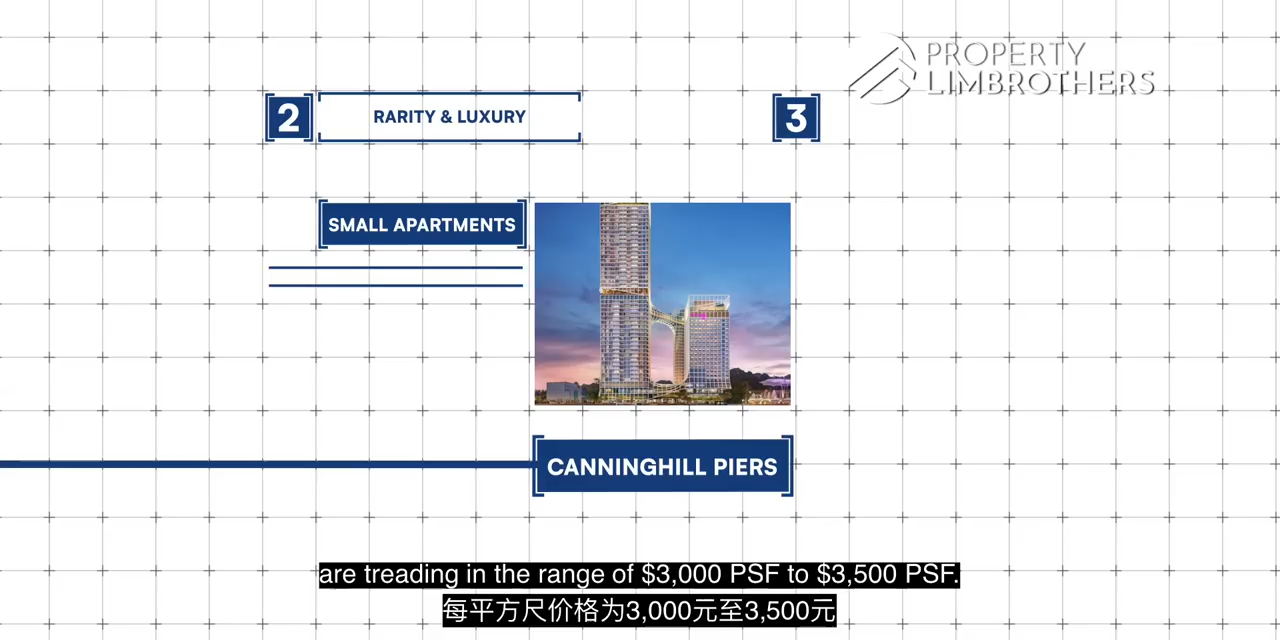 PROPERTY
LIMBROTHERS
2
RARITY & LUXURY
3
SMALL APARTMENTS
CANNINGHILL PIERS
are treading in the range of $3,000 PSF to $3,500 PSF.
每平方尺价格为3,000元至3,500元